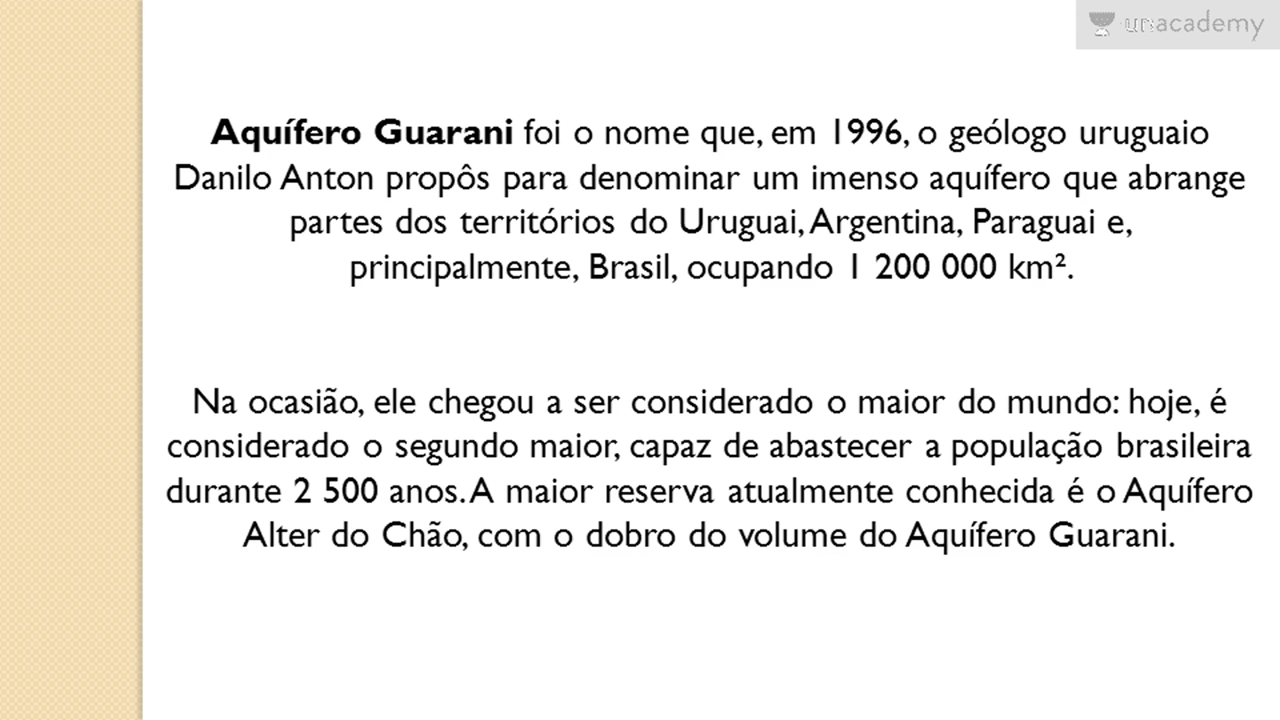 unacademy
Aquífero Guarani foi o nome que, em 1996, o geólogo uruguaio
Danilo Anton propôs para denominar um imenso aquífero que abrange
partes dos territórios do Uruguai, Argentina, Paraguai e,
principalmente, Brasil, ocupando 1 200 000 km².
Na ocasião, ele chegou a ser considerado o maior do mundo: hoje, é
considerado o segundo maior, capaz de abastecer a população brasileira
durante 2 500 anos. A maior reserva atualmente conhecida é o Aquífero
Alter do Chão, com o dobro do volume do Aquífero Guarani.